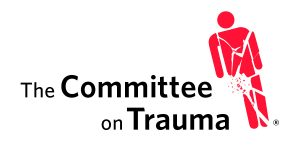 The Committee
on Trauma
®